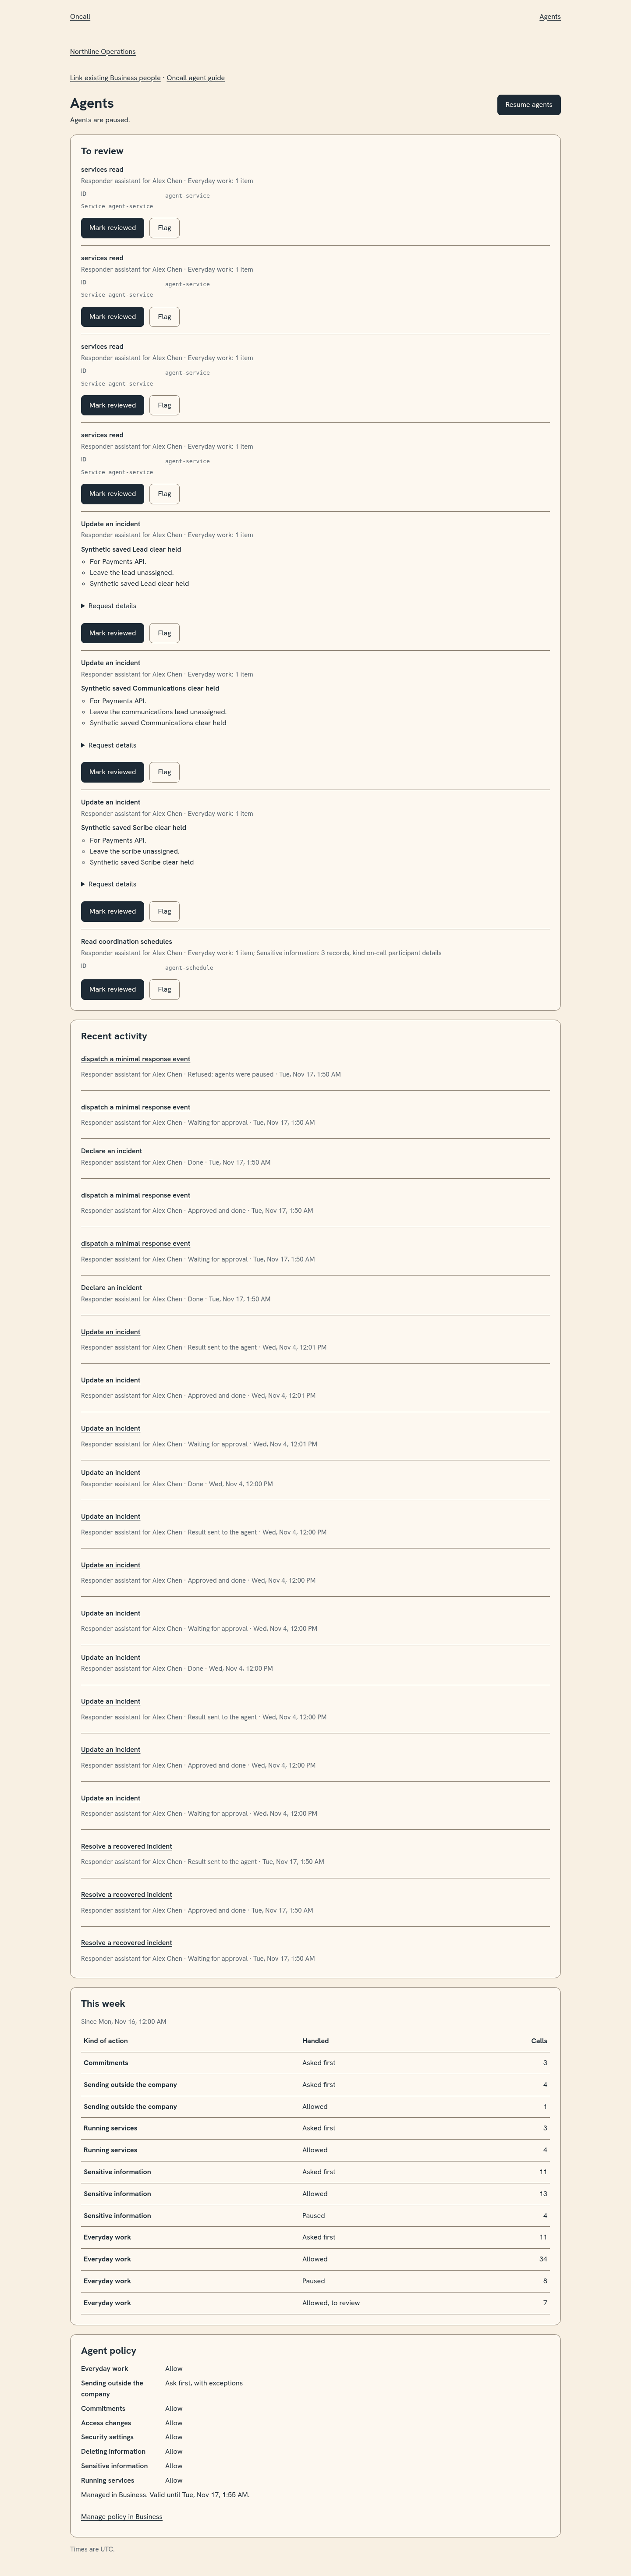 Oncall
Agents
Northline Operations
Link existing Business people · Oncall agent guide
Agents
Resume agents
Agents are paused.
To review
services read
Responder assistant for Alex Chen · Everyday work: 1 item
ID
agent-service
Service agent-service
Mark reviewed
Flag
services read
Responder assistant for Alex Chen · Everyday work: 1 item
ID
agent-service
Service agent-service
Mark reviewed
Flag
services read
Responder assistant for Alex Chen · Everyday work: 1 item
ID
agent-service
Service agent-service
Mark reviewed
Flag
services read
Responder assistant for Alex Chen · Everyday work: 1 item
ID
agent-service
Service agent-service
Mark reviewed
Flag
Update an incident
Responder assistant for Alex Chen · Everyday work: 1 item
Synthetic saved Lead clear held
For Payments API.
Leave the lead unassigned.
Synthetic saved Lead clear held
Request details
Mark reviewed
Flag
Update an incident
Responder assistant for Alex Chen · Everyday work: 1 item
Synthetic saved Communications clear held
For Payments API.
Leave the communications lead unassigned.
Synthetic saved Communications clear held
Request details
Mark reviewed
Flag
Update an incident
Responder assistant for Alex Chen · Everyday work: 1 item
Synthetic saved Scribe clear held
For Payments API.
Leave the scribe unassigned.
Synthetic saved Scribe clear held
Request details
Mark reviewed
Flag
Read coordination schedules
Responder assistant for Alex Chen · Everyday work: 1 item; Sensitive information: 3 records, kind on-call participant details
ID
agent-schedule
Mark reviewed
Flag
Recent activity
dispatch a minimal response event
Responder assistant for Alex Chen · Refused: agents were paused · Tue, Nov 17, 1:50 AM
dispatch a minimal response event
Responder assistant for Alex Chen · Waiting for approval · Tue, Nov 17, 1:50 AM
Declare an incident
Responder assistant for Alex Chen · Done · Tue, Nov 17, 1:50 AM
dispatch a minimal response event
Responder assistant for Alex Chen · Approved and done · Tue, Nov 17, 1:50 AM
dispatch a minimal response event
Responder assistant for Alex Chen · Waiting for approval · Tue, Nov 17, 1:50 AM
Declare an incident
Responder assistant for Alex Chen · Done · Tue, Nov 17, 1:50 AM
Update an incident
Responder assistant for Alex Chen · Result sent to the agent · Wed, Nov 4, 12:01 PM
Update an incident
Responder assistant for Alex Chen · Approved and done · Wed, Nov 4, 12:01 PM
Update an incident
Responder assistant for Alex Chen · Waiting for approval · Wed, Nov 4, 12:01 PM
Update an incident
Responder assistant for Alex Chen · Done · Wed, Nov 4, 12:00 PM
Update an incident
Responder assistant for Alex Chen · Result sent to the agent · Wed, Nov 4, 12:00 PM
Update an incident
Responder assistant for Alex Chen · Approved and done · Wed, Nov 4, 12:00 PM
Update an incident
Responder assistant for Alex Chen · Waiting for approval · Wed, Nov 4, 12:00 PM
Update an incident
Responder assistant for Alex Chen · Done · Wed, Nov 4, 12:00 PM
Update an incident
Responder assistant for Alex Chen · Result sent to the agent · Wed, Nov 4, 12:00 PM
Update an incident
Responder assistant for Alex Chen · Approved and done · Wed, Nov 4, 12:00 PM
Update an incident
Responder assistant for Alex Chen · Waiting for approval · Wed, Nov 4, 12:00 PM
Resolve a recovered incident
Responder assistant for Alex Chen · Result sent to the agent · Tue, Nov 17, 1:50 AM
Resolve a recovered incident
Responder assistant for Alex Chen · Approved and done · Tue, Nov 17, 1:50 AM
Resolve a recovered incident
Responder assistant for Alex Chen · Waiting for approval · Tue, Nov 17, 1:50 AM
This week
Since Mon, Nov 16, 12:00 AM
Kind of action Handled Calls
Commitments Asked first 3
Sending outside the company Asked first 4
Sending outside the company Allowed 1
Running services Asked first 3
Running services Allowed 4
Sensitive information Asked first 11
Sensitive information Allowed 13
Sensitive information Paused 4
Everyday work Asked first 11
Everyday work Allowed 34
Everyday work Paused 8
Everyday work Allowed, to review 7
Agent policy
Everyday work Allow
Sending outside the company Ask first, with exceptions
Commitments Allow
Access changes Allow
Security settings Allow
Deleting information Allow
Sensitive information Allow
Running services Allow
Managed in Business. Valid until Tue, Nov 17, 1:55 AM.
Manage policy in Business
Times are UTC.